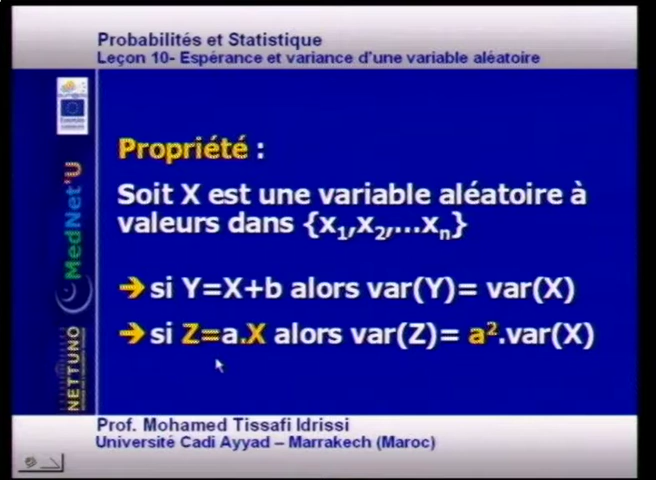 Probabilités et Statistique
Leçon 10- Espérance et variance d'une variable aléatoire
MedNet'U
NETTUNO
Propriété :
Soit X est une variable aléatoire à
valeurs dans {x₁,x₂,...xₙ}
➔ si Y=X+b alors var(Y)= var(X)
➔ si Z=a.X alors var(Z)= a².var(X)
Prof. Mohamed Tissafi Idrissi
Université Cadi Ayyad – Marrakech (Maroc)